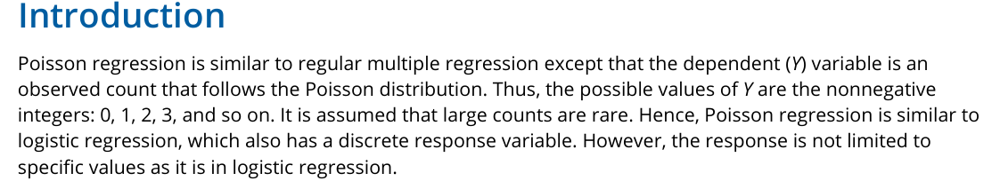 Introduction
Poisson regression is similar to regular multiple regression except that the dependent (Y) variable is an
observed count that follows the Poisson distribution. Thus, the possible values of Y are the nonnegative
integers: 0, 1, 2, 3, and so on. It is assumed that large counts are rare. Hence, Poisson regression is similar to
logistic regression, which also has a discrete response variable. However, the response is not limited to
specific values as it is in logistic regression.